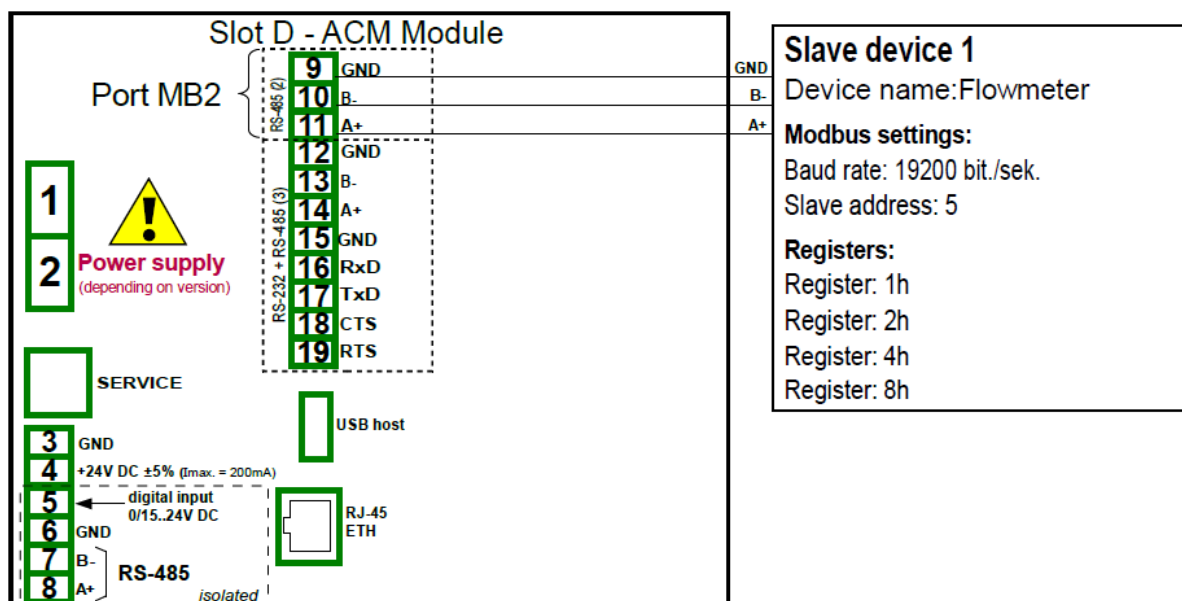 Slot D - ACM Module
Port MB2
RS-485 (2)
9 GND
10 B-
11 A+
RS-232 + RS-485 (3)
12 GND
13 B-
14 A+
15 GND
16 RxD
17 TxD
18 CTS
19 RTS
1
2
Power supply
(depending on version)
SERVICE
USB host
3 GND
4 +24V DC ±5% (Imax. = 200mA)
5 digital input
0/15..24V DC
6 GND
7 B-
8 A+
RS-485
isolated
RJ-45
ETH
GND
B-
A+
Slave device 1
Device name:Flowmeter
Modbus settings:
Baud rate: 19200 bit./sek.
Slave address: 5
Registers:
Register: 1h
Register: 2h
Register: 4h
Register: 8h